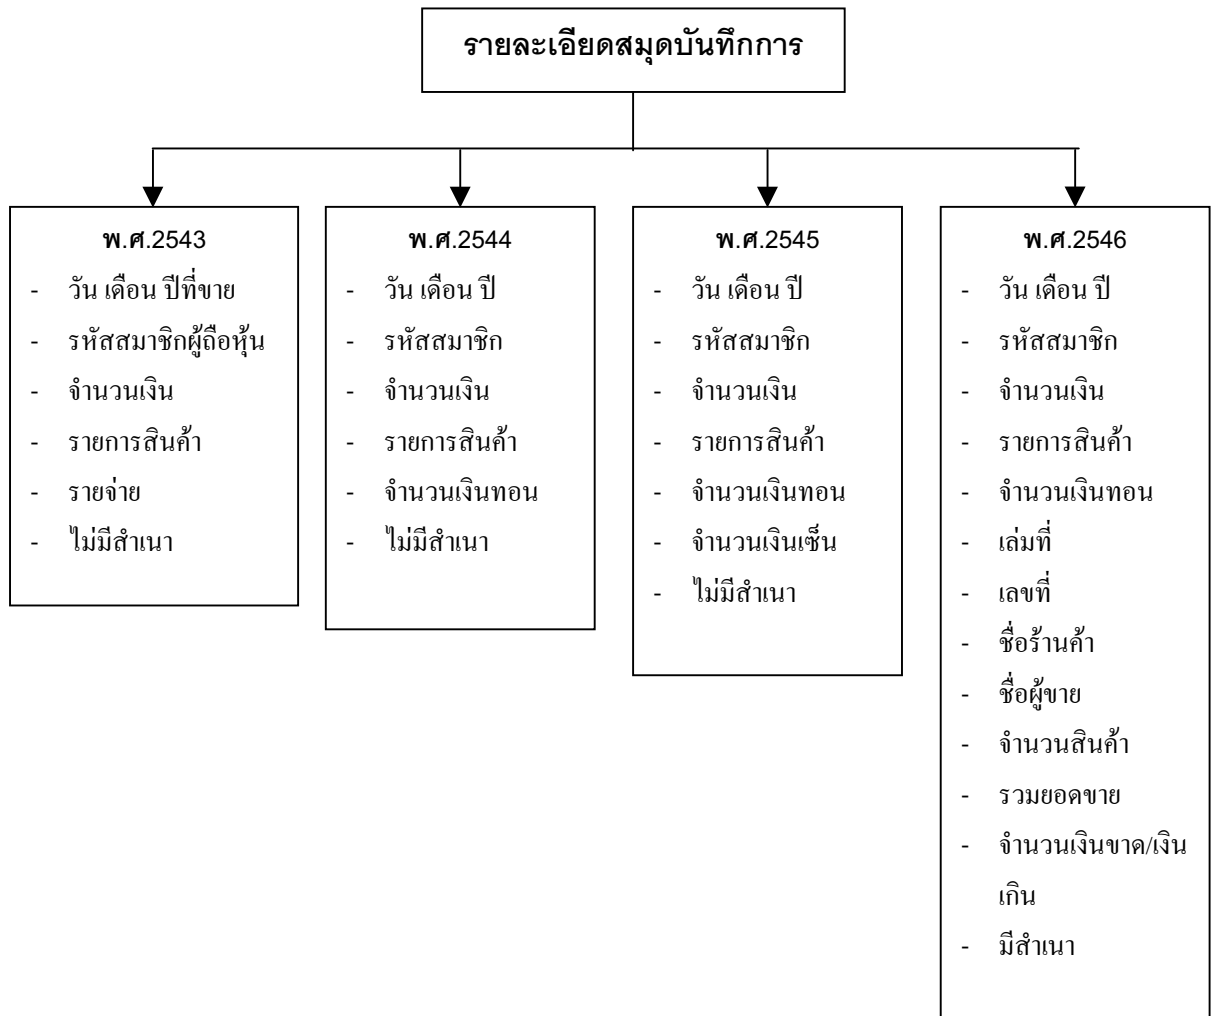 รายละเอียดสมุดบันทึกการ
พ.ศ.2543
- วัน เดือน ปีที่ขาย
- รหัสสมาชิกผู้ถือหุ้น
- จำนวนเงิน
- รายการสินค้า
- รายจ่าย
- ไม่มีสำเนา
พ.ศ.2544
- วัน เดือน ปี
- รหัสสมาชิก
- จำนวนเงิน
- รายการสินค้า
- จำนวนเงินทอน
- ไม่มีสำเนา
พ.ศ.2545
- วัน เดือน ปี
- รหัสสมาชิก
- จำนวนเงิน
- รายการสินค้า
- จำนวนเงินทอน
- จำนวนเงินเซ็น
- ไม่มีสำเนา
พ.ศ.2546
- วัน เดือน ปี
- รหัสสมาชิก
- จำนวนเงิน
- รายการสินค้า
- จำนวนเงินทอน
- เล่มที่
- เลขที่
- ชื่อร้านค้า
- ชื่อผู้ขาย
- จำนวนสินค้า
- รวมยอดขาย
- จำนวนเงินขาด/เงิน
เกิน
- มีสำเนา